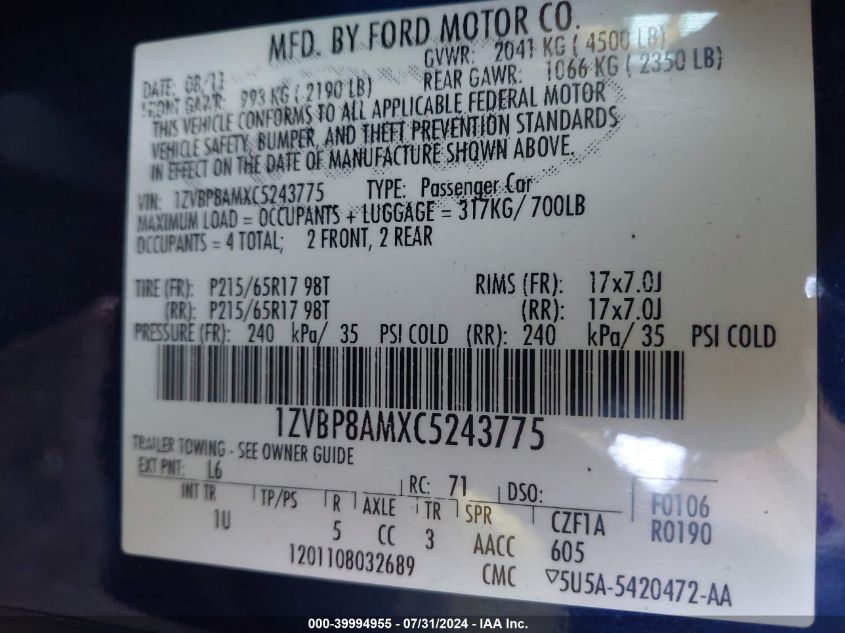 MFD. BY FORD MOTOR CO.
DATE: 08/11 GVWR: 2041 KG ( 4500 LB)
FRONT GAWR: 993 KG ( 2190 LB) REAR GAWR: 1066 KG ( 2350 LB)
THIS VEHICLE CONFORMS TO ALL APPLICABLE FEDERAL MOTOR
VEHICLE SAFETY, BUMPER, AND THEFT PREVENTION STANDARDS
IN EFFECT ON THE DATE OF MANUFACTURE SHOWN ABOVE.
VIN: 1ZVBP8AMXC5243775 TYPE: Passenger Car
MAXIMUM LOAD = OCCUPANTS + LUGGAGE = 317KG/ 700LB
OCCUPANTS = 4 TOTAL; 2 FRONT, 2 REAR
TIRE (FR): P215/65R17 98T RIMS (FR): 17x7.0J
(RR): P215/65R17 98T (RR): 17x7.0J
PRESSURE (FR): 240 kPa/ 35 PSI COLD (RR): 240 kPa/ 35 PSI COLD
1ZVBP8AMXC5243775
TRAILER TOWING - SEE OWNER GUIDE
EXT PNT: L6 RC: 71 DSO: F0106
INT TR TP/PS R AXLE TR SPR CZF1A R0190
1U 5 CC 3 AACC 605
1201108032689 CMC ▽5U5A-5420472-AA
000-39994955 - 07/31/2024 - IAA Inc.